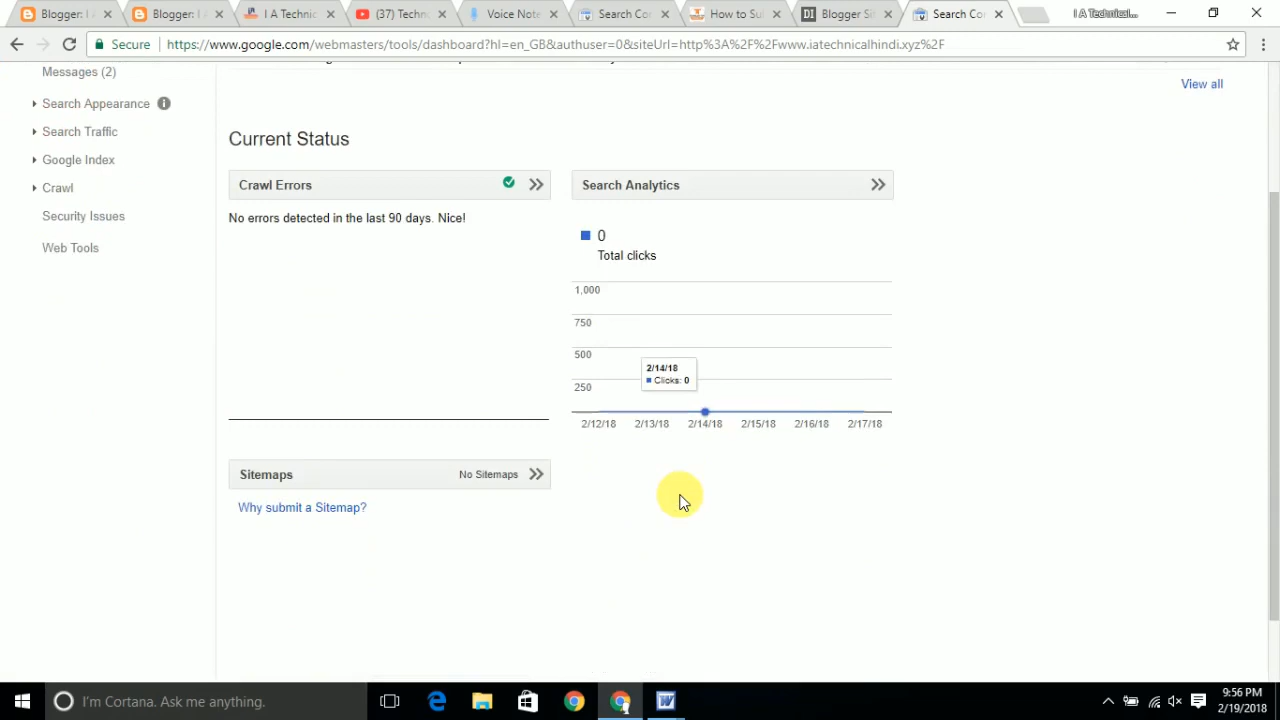 Blogger: I A
Blogger: I A
I A Technic
(37) Techn
Voice Note
Search Co
How to Su
Blogger Sit
Search Co
I A Technical...
Secure
https://www.google.com/webmasters/tools/dashboard?hl=en_GB&authuser=0&siteUrl=http%3A%2F%2Fwww.iatechnicalhindi.xyz%2F
Messages (2)
View all
Search Appearance
Search Traffic
Google Index
Crawl
Security Issues
Web Tools
Current Status
Crawl Errors
No errors detected in the last 90 days. Nice!
Search Analytics
0
Total clicks
1,000
750
500
250
2/14/18
Clicks: 0
2/12/18 2/13/18 2/14/18 2/15/18 2/16/18 2/17/18
Sitemaps No Sitemaps
Why submit a Sitemap?
I'm Cortana. Ask me anything.
9:56 PM
2/19/2018